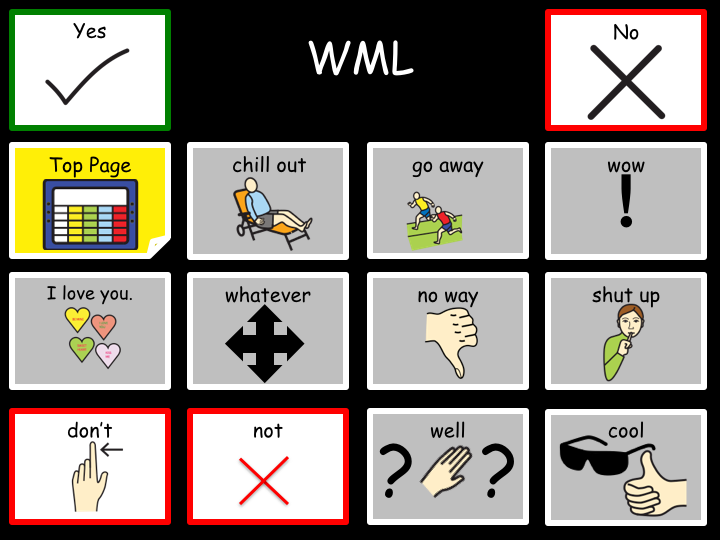 Yes
WML
No
Top Page
chill out
go away
wow
I love you.
whatever
no way
shut up
don't
not
well
? ?
cool